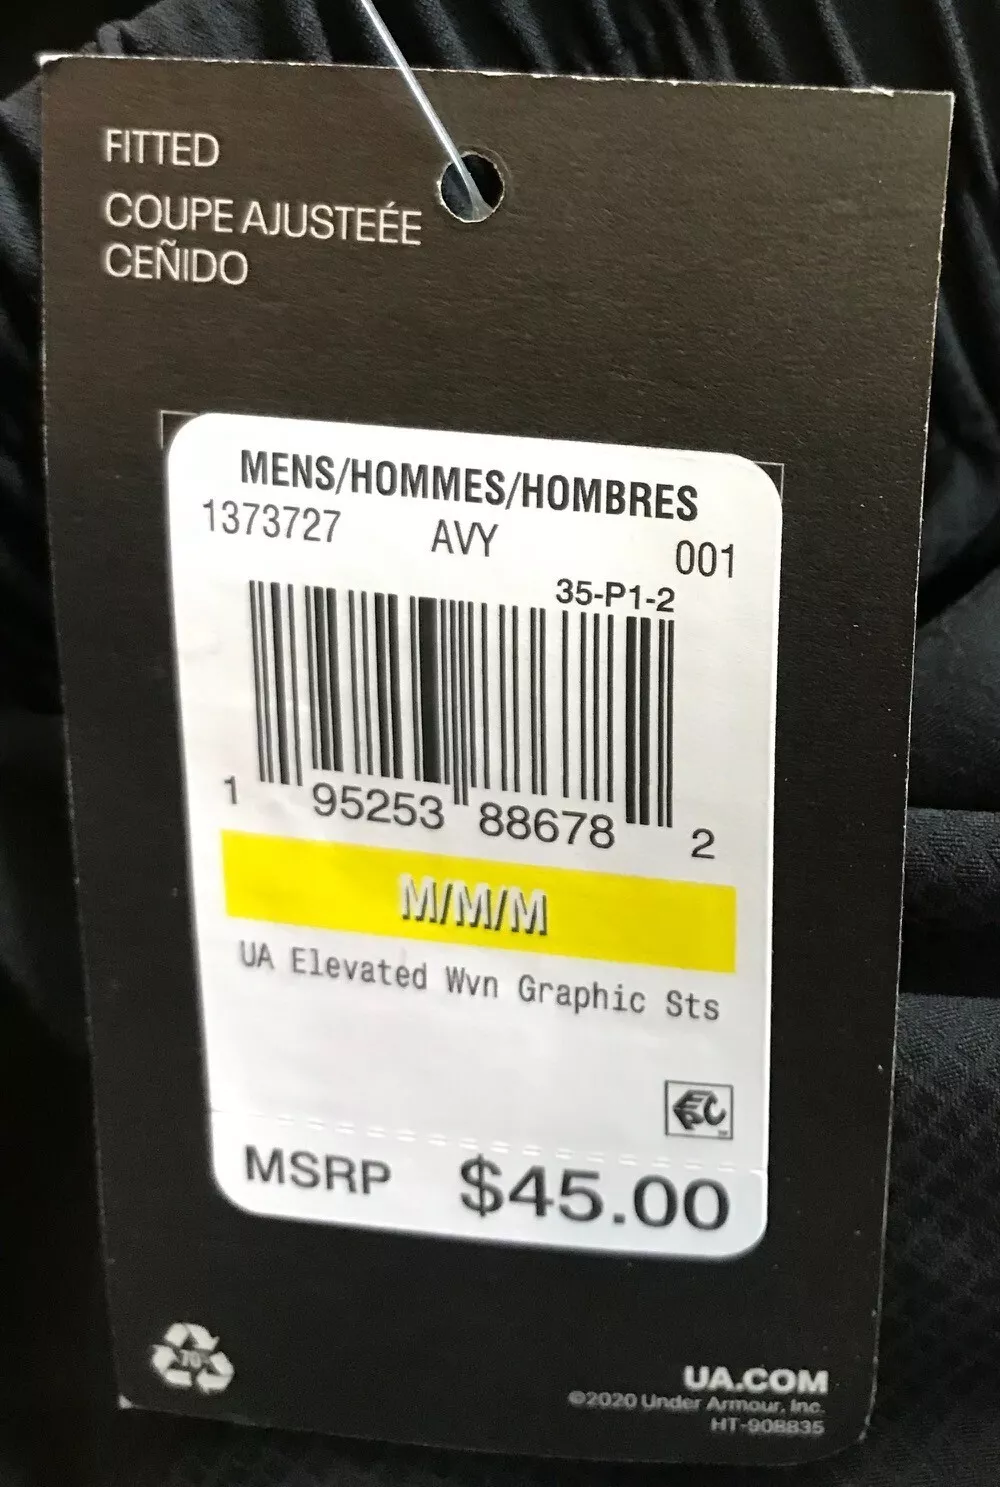 FITTED
COUPE AJUSTEÉE
CEÑIDO
MENS/HOMMES/HOMBRES
1373727 AVY 001
35-P1-2
1 95253 88678 2
M/M/M
UA Elevated Wvn Graphic Sts
MSRP $45.00
70%
UA.COM
©2020 Under Armour, Inc.
HT-908835